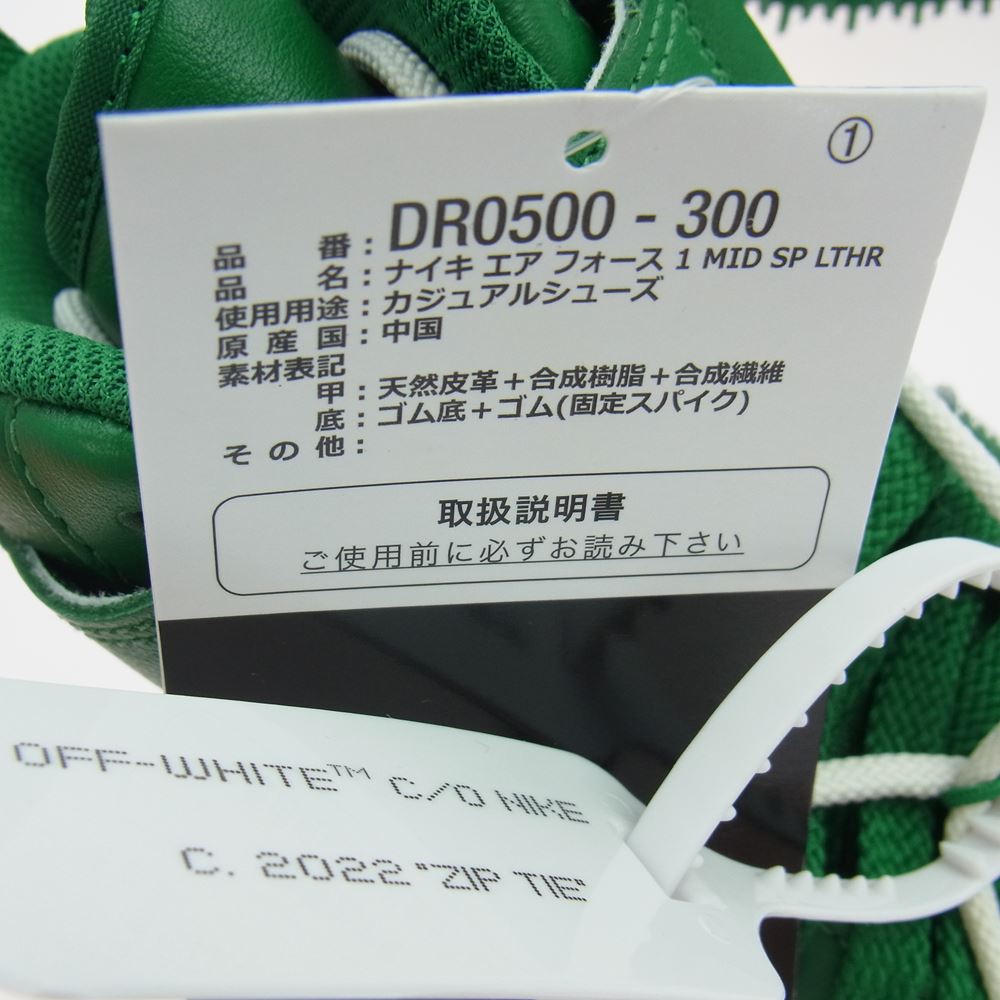 ①
品番：DR0500 - 300
品名：ナイキ エア フォース 1 MID SP LTHR
使用用途：カジュアルシューズ
原産国：中国
素材表記
甲：天然皮革＋合成樹脂＋合成繊維
底：ゴム底＋ゴム(固定スパイク)
その他：
取扱説明書
ご使用前に必ずお読み下さい
OFF-WHITE™ C/O NIKE
C. 2022 "ZIP TIE"